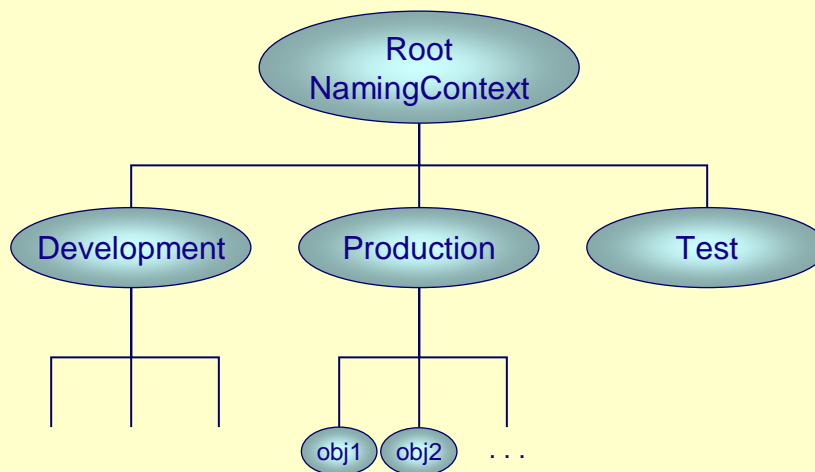 Root
NamingContext
Development
Production
Test
obj1
obj2
. . .